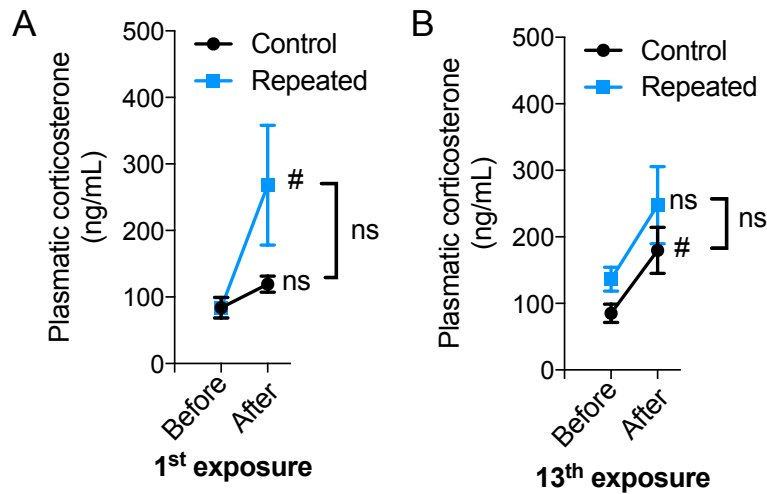 A
Plasmatic corticosterone
(ng/mL)
500
400
300
200
100
0
Control
Repeated
#
ns
ns
Before
After
1st exposure
B
Plasmatic corticosterone
(ng/mL)
500
400
300
200
100
0
Control
Repeated
ns
#
ns
Before
After
13th exposure